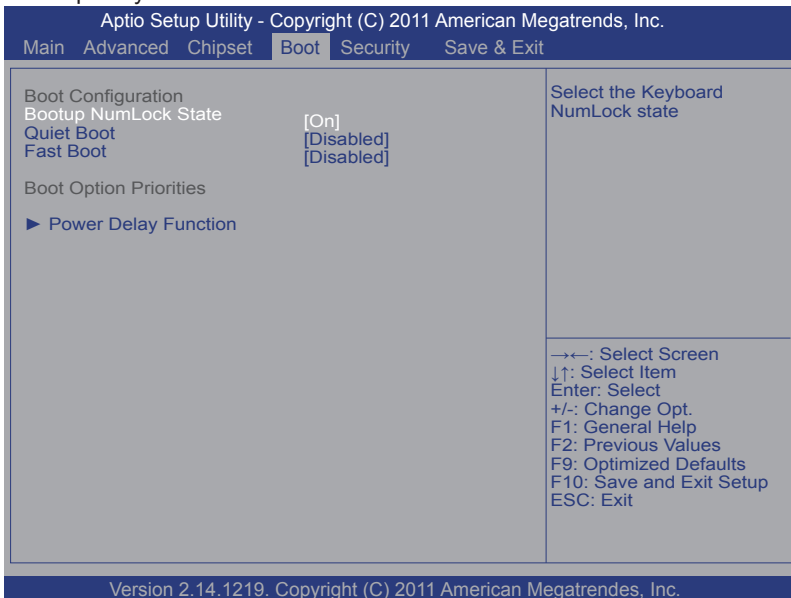 Aptio Setup Utility - Copyright (C) 2011 American Megatrends, Inc.
Main Advanced Chipset Boot Security Save & Exit
Boot Configuration
Bootup NumLock State [On]
Quiet Boot [Disabled]
Fast Boot [Disabled]
Boot Option Priorities
► Power Delay Function
Select the Keyboard
NumLock state
→←: Select Screen
↓↑: Select Item
Enter: Select
+/-: Change Opt.
F1: General Help
F2: Previous Values
F9: Optimized Defaults
F10: Save and Exit Setup
ESC: Exit
Version 2.14.1219. Copyright (C) 2011 American Megatrendes, Inc.